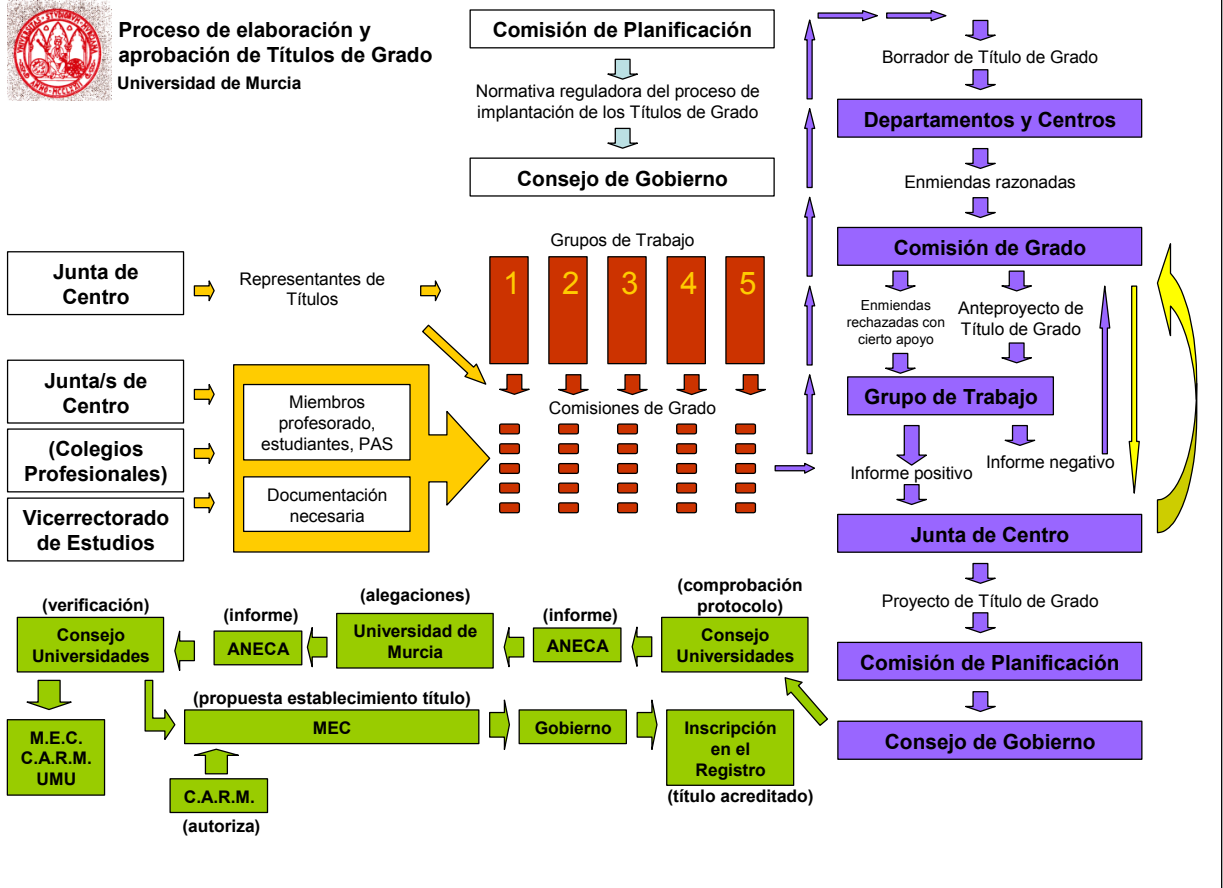 Proceso de elaboración y
aprobación de Títulos de Grado
Universidad de Murcia
Comisión de Planificación
Normativa reguladora del proceso de
implantación de los Títulos de Grado
Consejo de Gobierno
Junta de
Centro
Representantes de
Títulos
Grupos de Trabajo
1 2 3 4 5
Junta/s de
Centro
(Colegios
Profesionales)
Vicerrectorado
de Estudios
Miembros
profesorado,
estudiantes, PAS
Documentación
necesaria
Comisiones de Grado
Borrador de Título de Grado
Departamentos y Centros
Enmiendas razonadas
Comisión de Grado
Enmiendas
rechazadas con
cierto apoyo
Anteproyecto de
Título de Grado
Grupo de Trabajo
Informe positivo
Informe negativo
Junta de Centro
Proyecto de Título de Grado
Comisión de Planificación
Consejo de Gobierno
(comprobación
protocolo)
Consejo
Universidades
(informe)
ANECA
(alegaciones)
Universidad de
Murcia
(informe)
ANECA
(verificación)
Consejo
Universidades
M.E.C.
C.A.R.M.
UMU
(propuesta establecimiento título)
MEC
C.A.R.M.
(autoriza)
Gobierno
Inscripción
en el
Registro
(título acreditado)